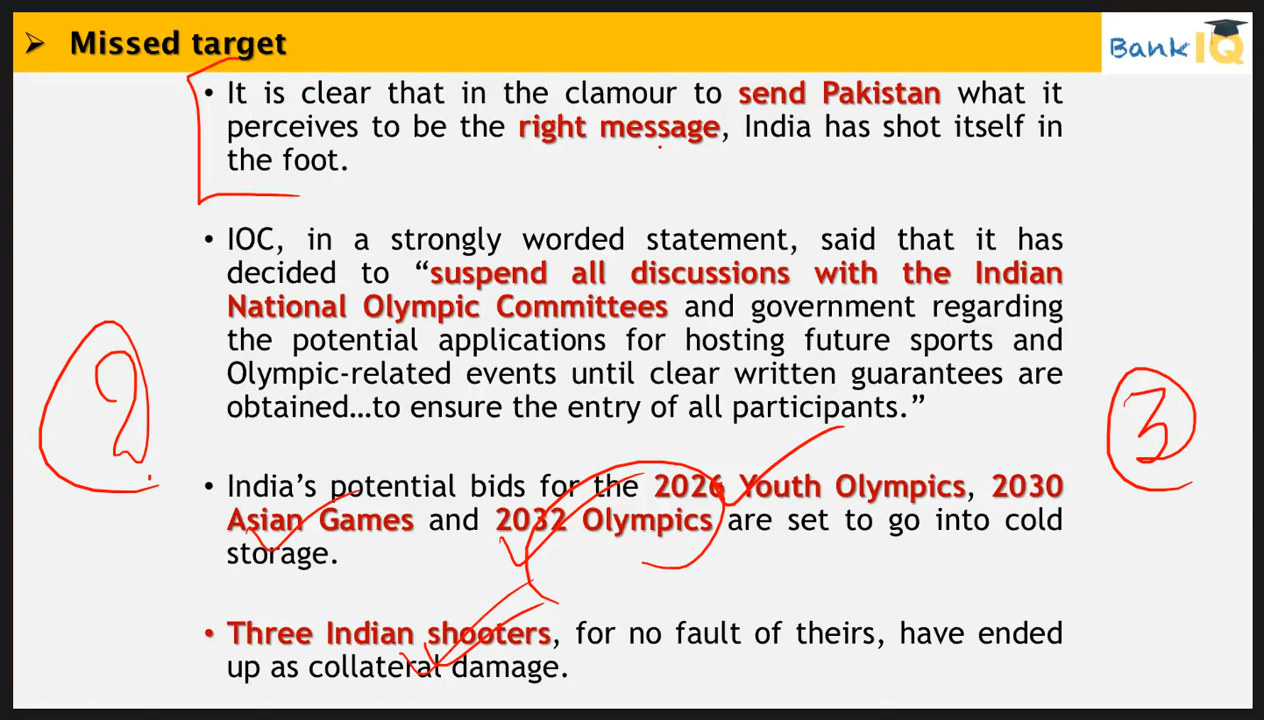 ➢ Missed target
Bank IQ
• It is clear that in the clamour to send Pakistan what it
perceives to be the right message, India has shot itself in
the foot.
• IOC, in a strongly worded statement, said that it has
decided to “suspend all discussions with the Indian
National Olympic Committees and government regarding
the potential applications for hosting future sports and
Olympic-related events until clear written guarantees are
obtained…to ensure the entry of all participants.”
3
• India’s potential bids for the 2026 Youth Olympics, 2030
Asian Games and 2032 Olympics are set to go into cold
storage.
• Three Indian shooters, for no fault of theirs, have ended
up as collateral damage.